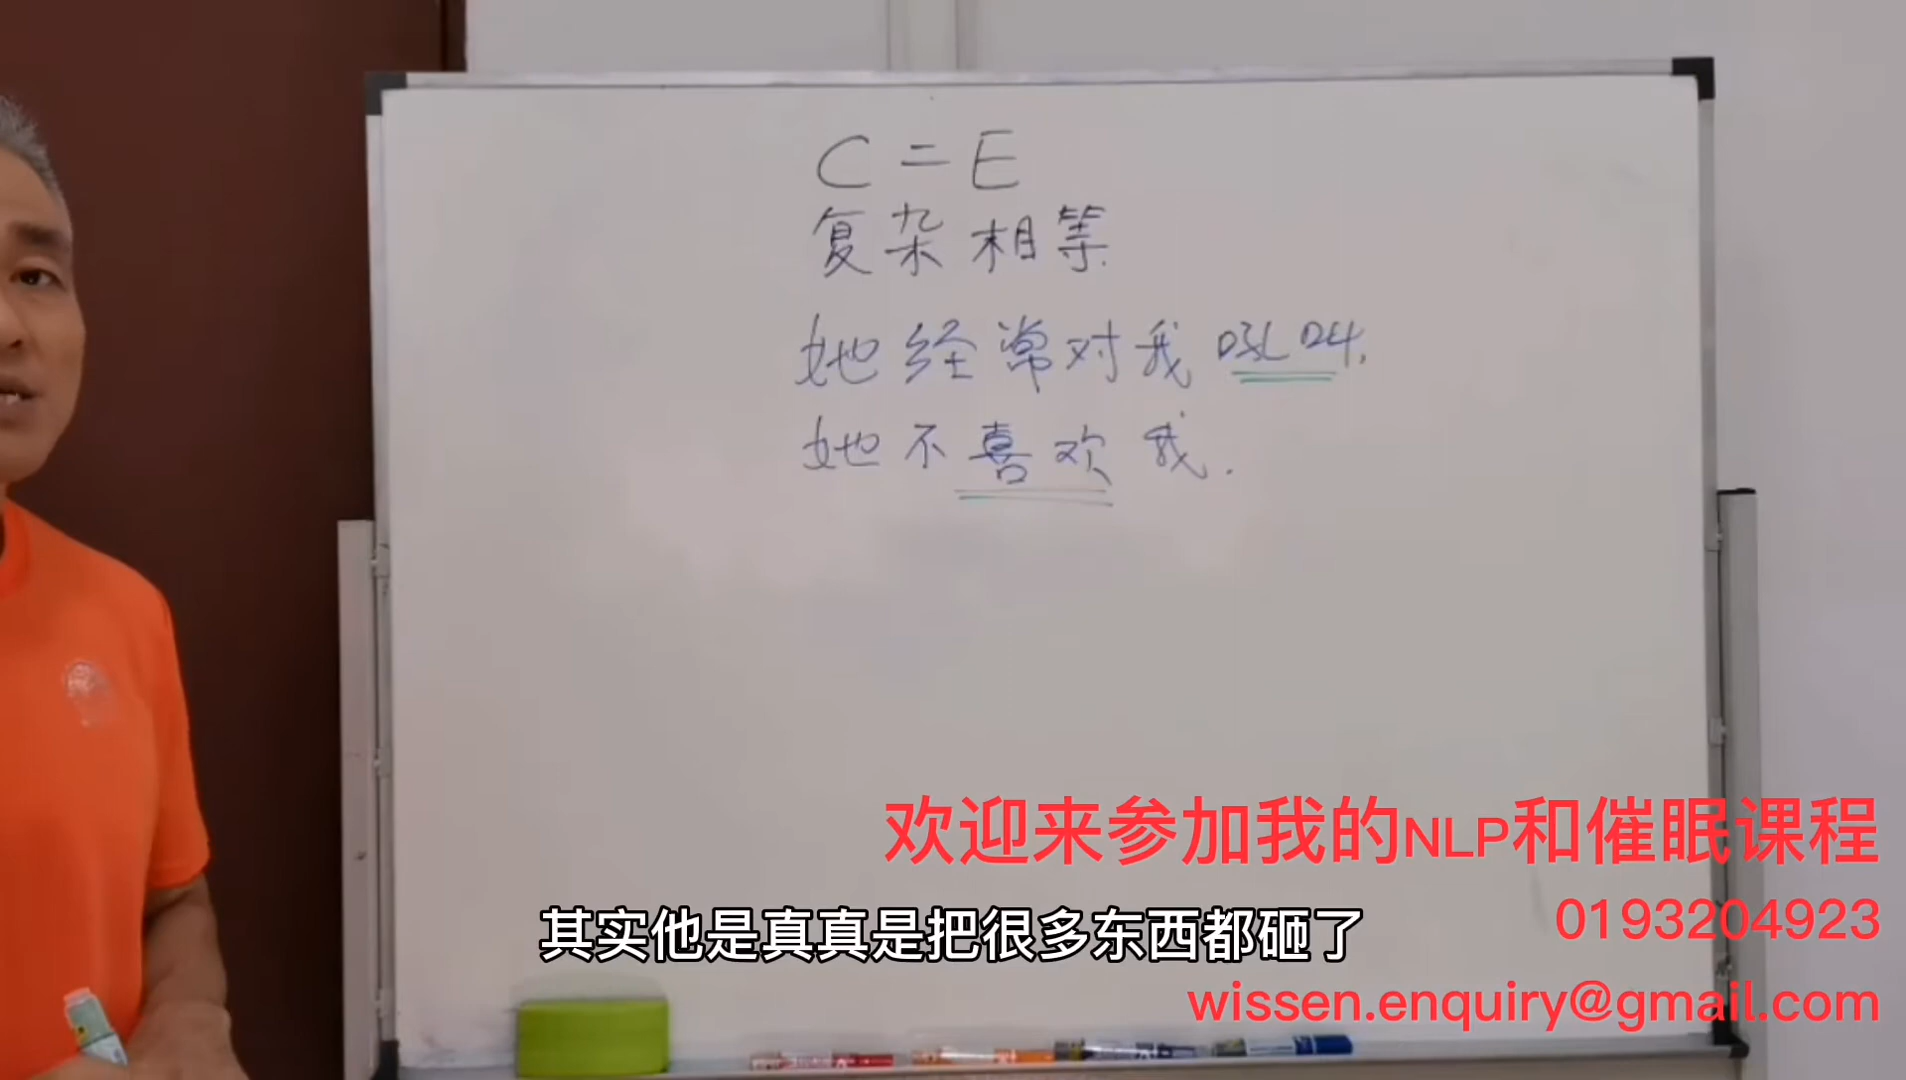 C = E
复杂相等.
她经常对我吼叫,
她不喜欢我.
欢迎来参加我的NLP和催眠课程
0193204923
其实他是真真是把很多东西都砸了
wissen.enquiry@gmail.com